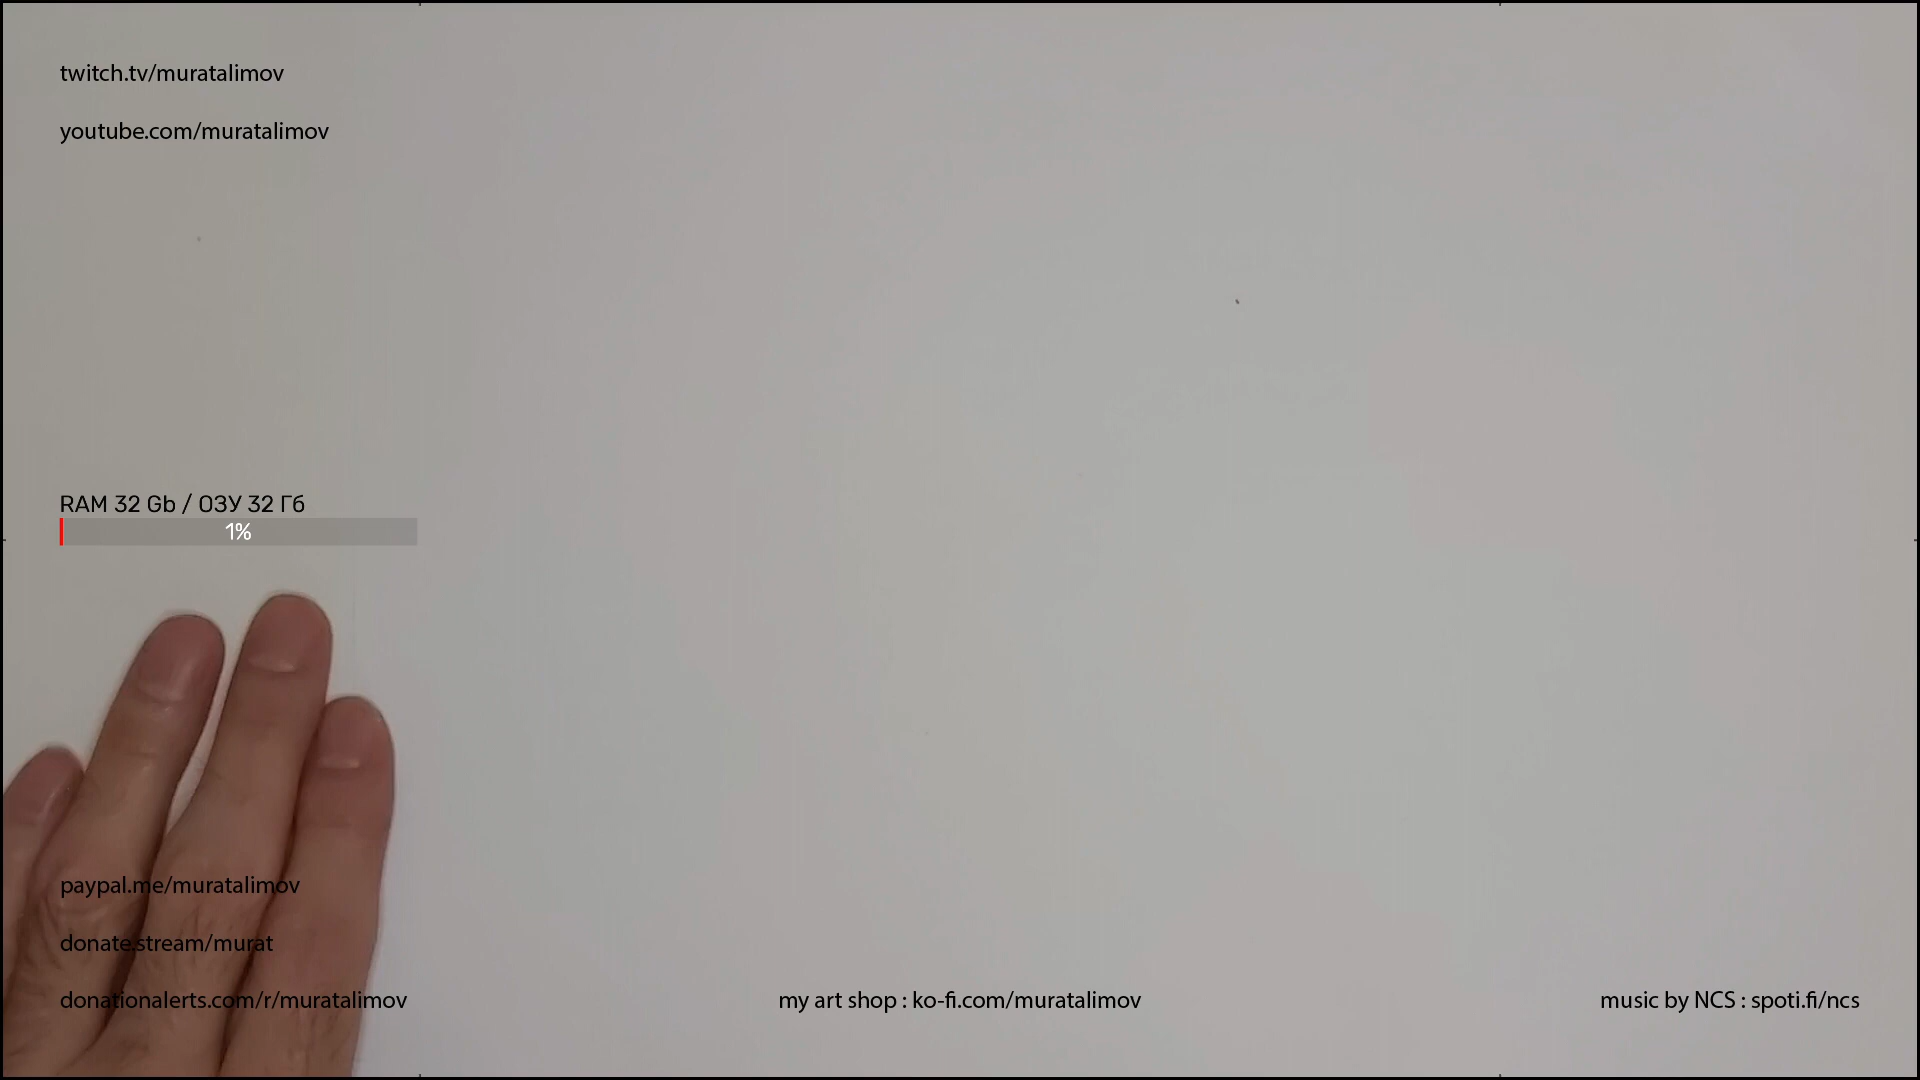 twitch.tv/muratalimov
youtube.com/muratalimov
RAM 32 Gb / ОЗУ 32 Гб
1%
paypal.me/muratalimov
donate.stream/murat
donationalerts.com/r/muratalimov
my art shop : ko-fi.com/muratalimov
music by NCS : spoti.fi/ncs